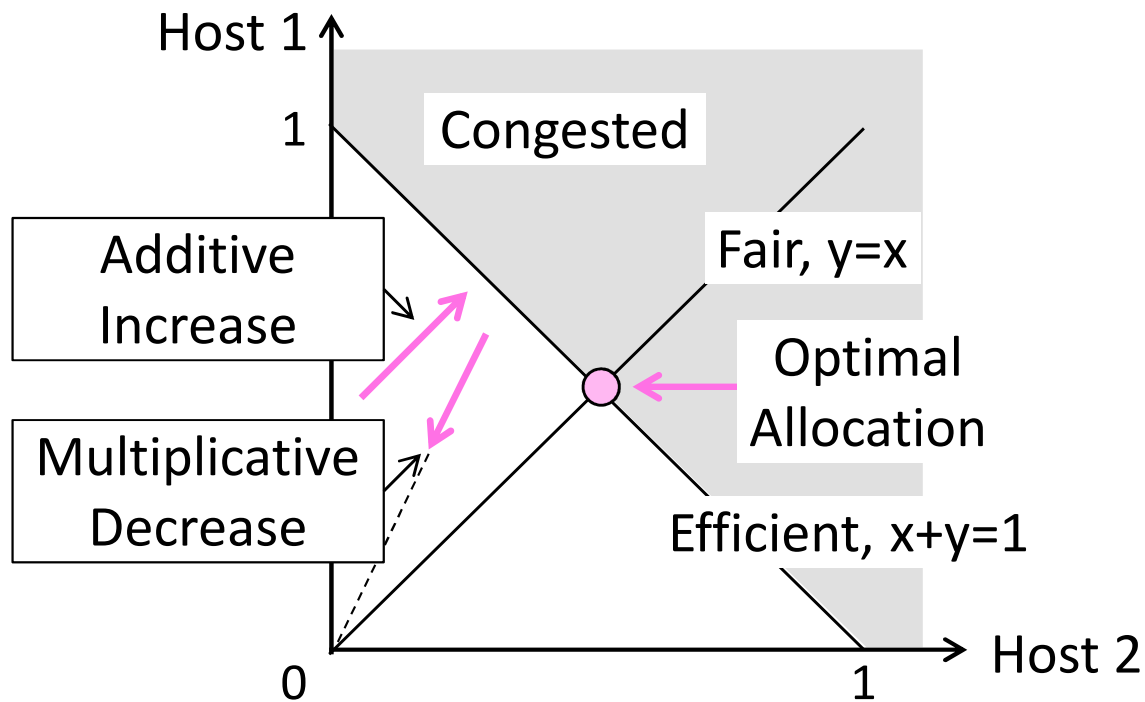 Host 1
1
Congested
Additive
Increase
Fair, y=x
Optimal
Allocation
Multiplicative
Decrease
Efficient, x+y=1
0
1
Host 2